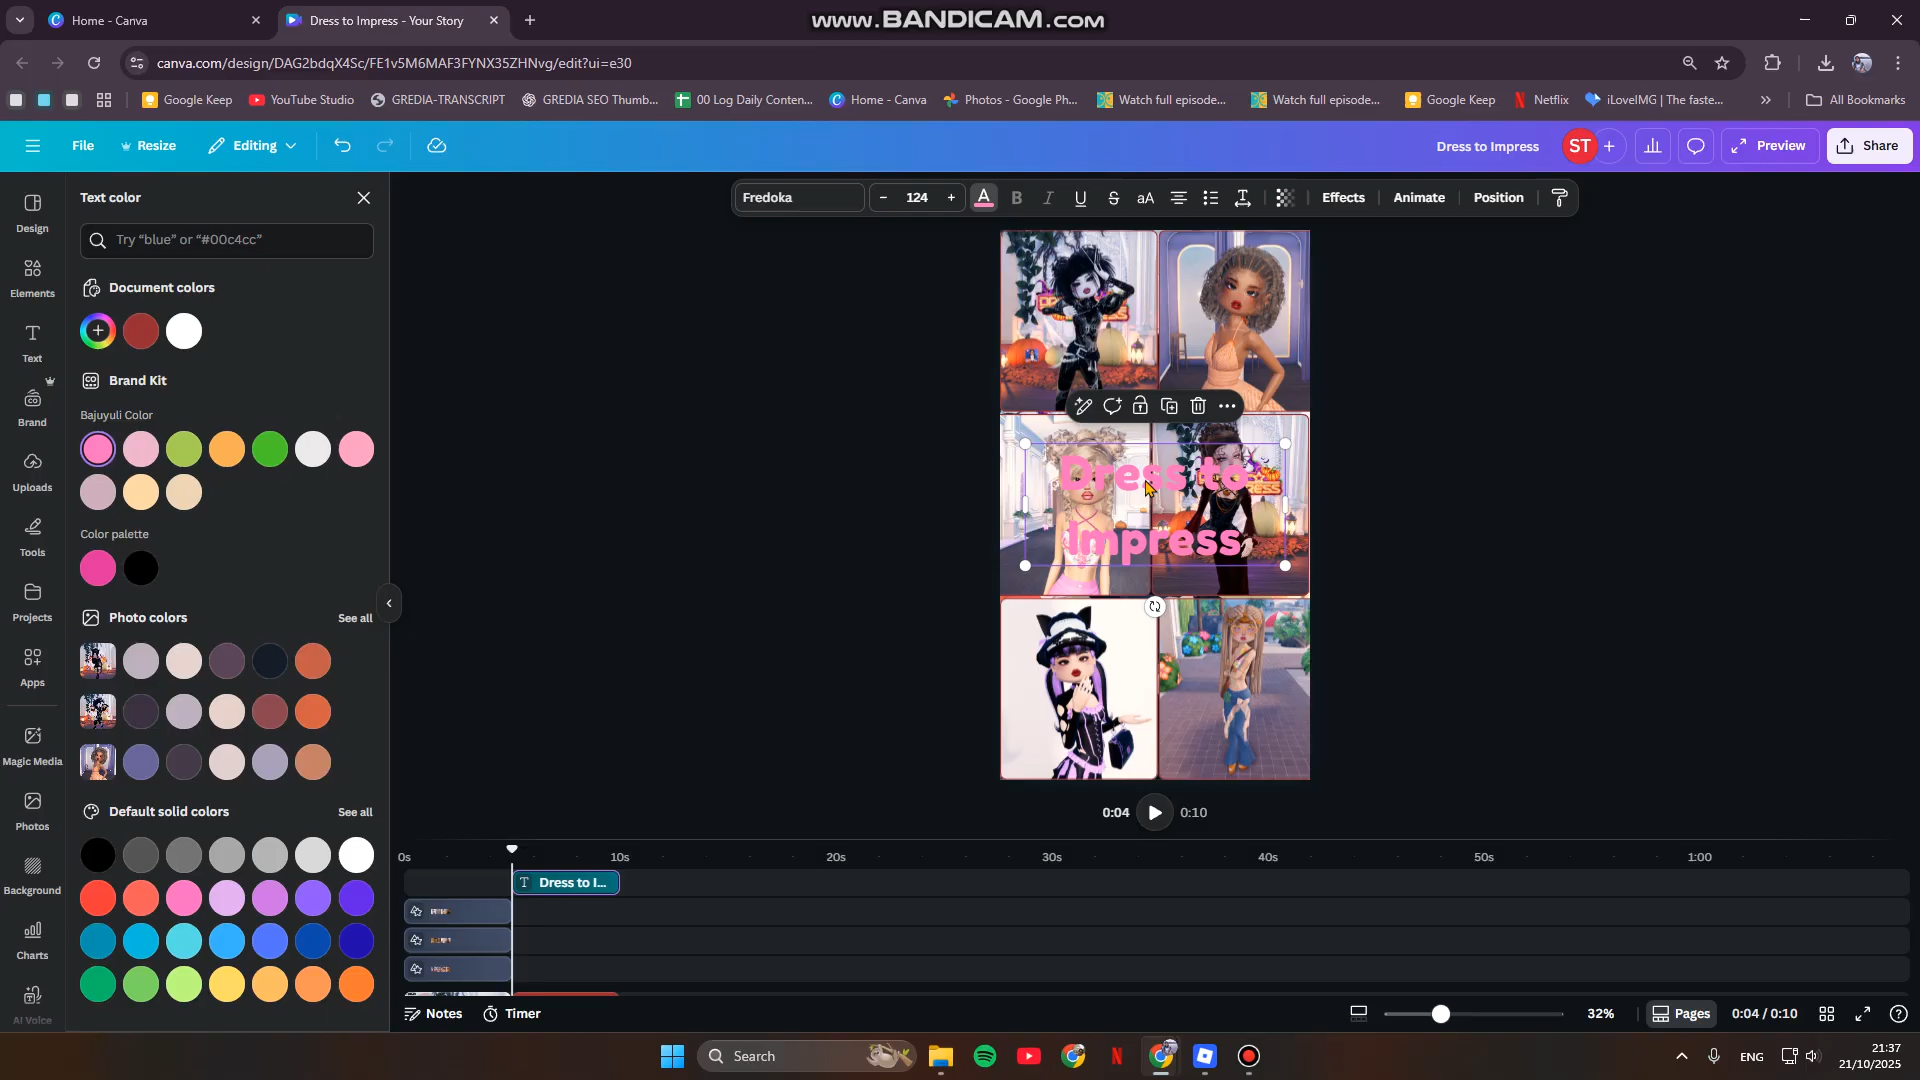 Home - Canva
Dress to Impress - Your Story
www.BANDICAM.com
canva.com/design/DAG2bdqX4Sc/FE1v5M6MAF3FYNX35ZHNvg/edit?ui=e30
Google Keep
YouTube Studio
GREDIA-TRANSCRIPT
GREDIA SEO Thumb...
00 Log Daily Conten...
Home - Canva
Photos - Google Ph...
Watch full episode...
Watch full episode...
Google Keep
Netflix
iLoveIMG | The faste...
All Bookmarks
File
Resize
Editing
Dress to Impress
ST
Preview
Share
Design
Elements
Text
Brand
Uploads
Tools
Projects
Apps
Magic Media
Photos
Background
Charts
AI Voice
Text color
Try “blue” or “#00c4cc”
Document colors
Brand Kit
Bajuyuli Color
Color palette
Photo colors
See all
Default solid colors
See all
Fredoka
– 124 +
A B I U S aA
Effects
Animate
Position
Dress to
Impress
0:04
0:10
0s 10s 20s 30s 40s 50s 1:00
T Dress to I...
Notes
Timer
32%
Pages
0:04 / 0:10
Search
ENG
21:37
21/10/2025